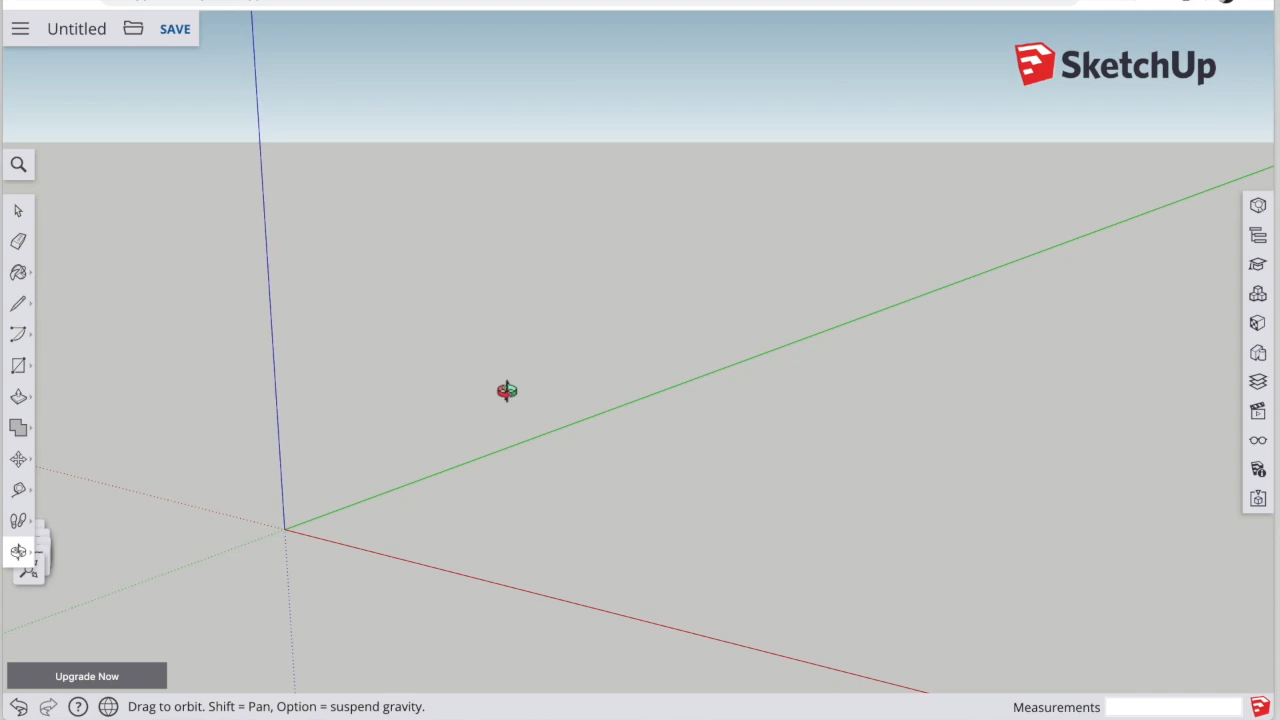 Untitled
SAVE
SketchUp
Upgrade Now
Drag to orbit. Shift = Pan, Option = suspend gravity.
Measurements